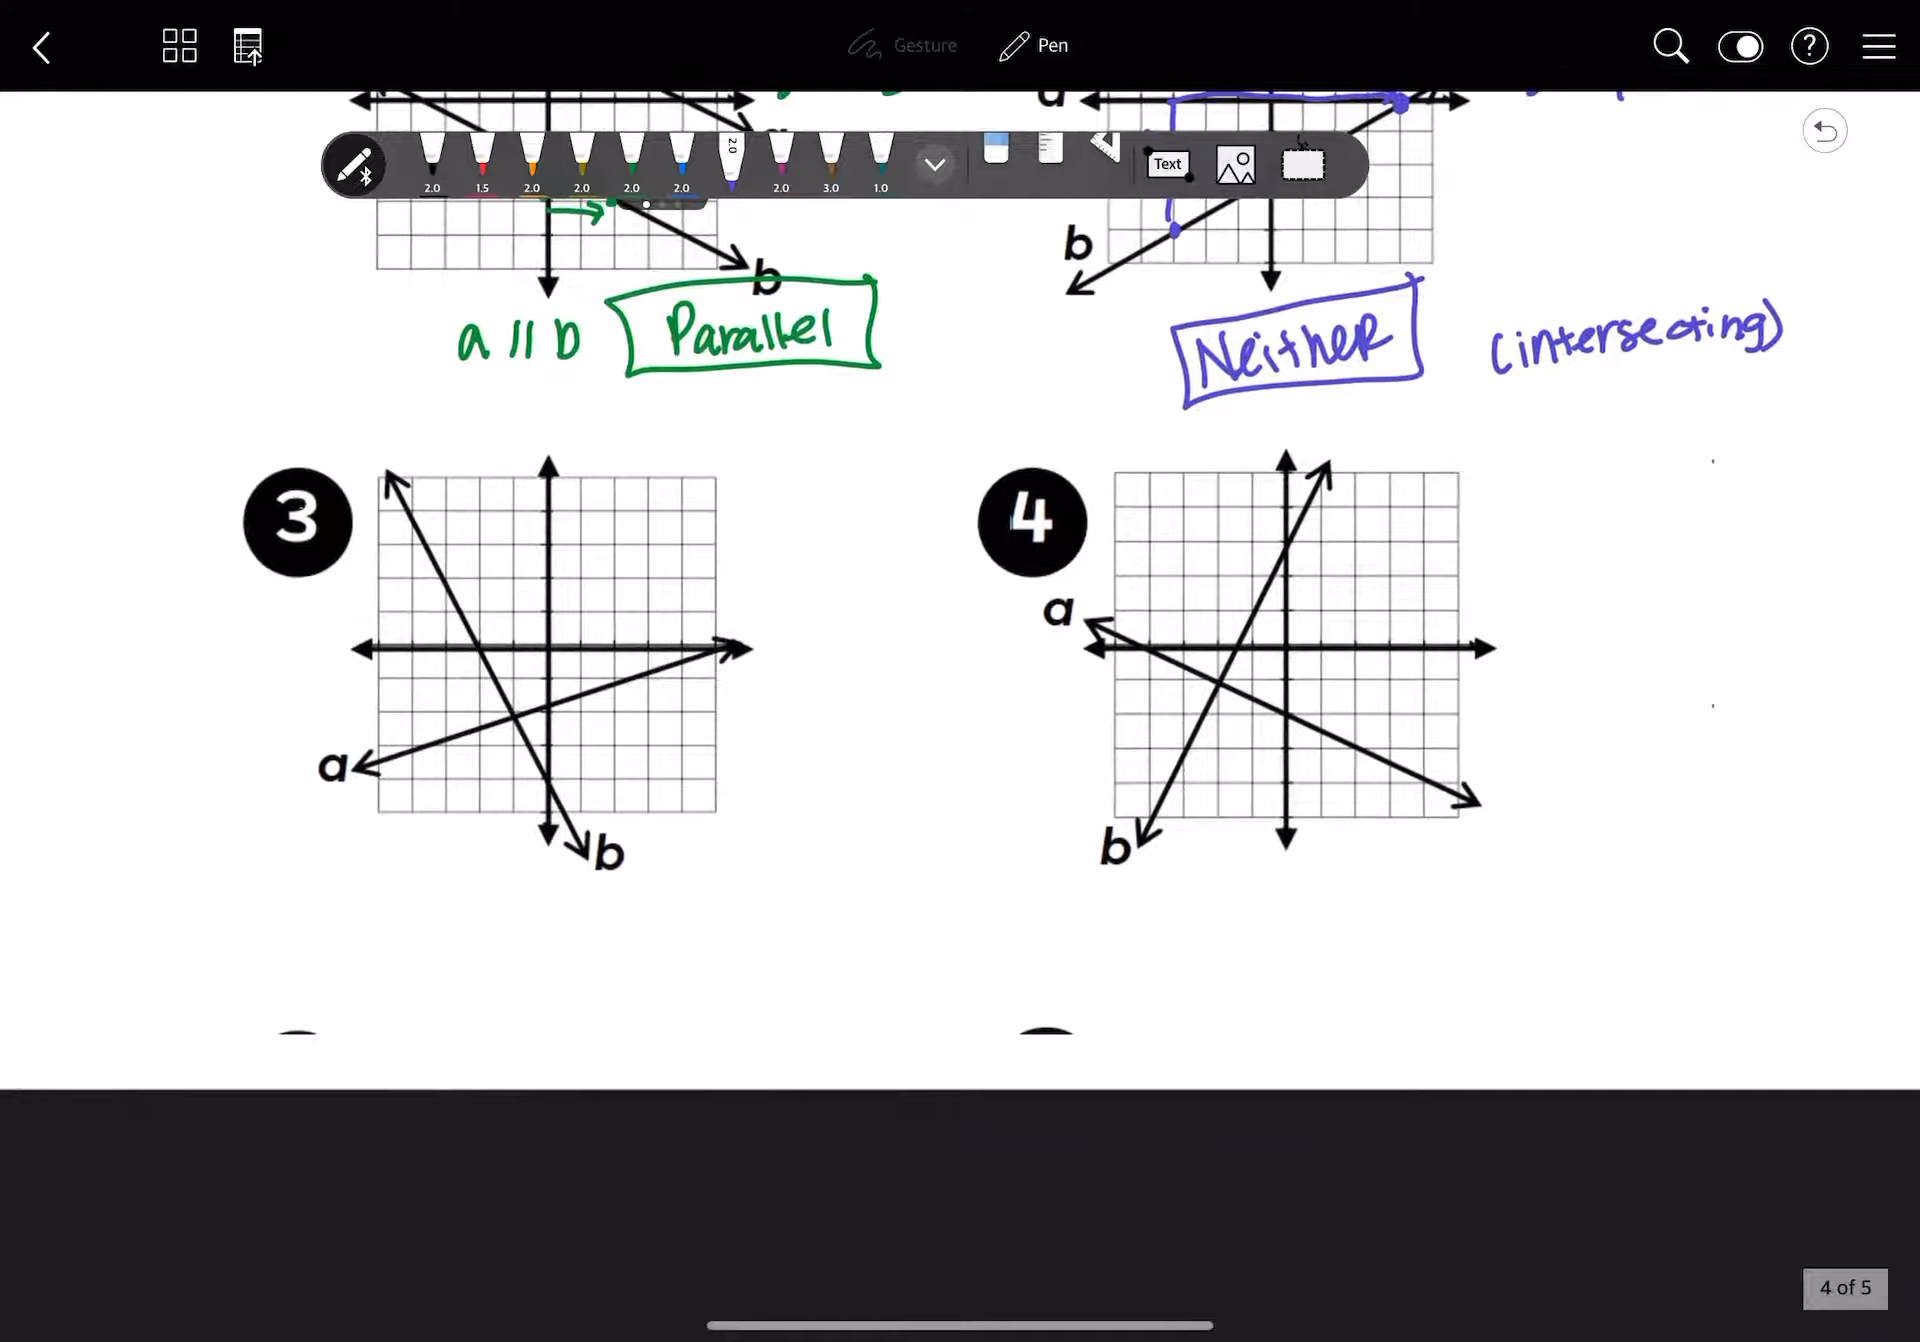 Gesture Pen
a
2.0 1.5 2.0 2.0 2.0 2.0 2.0 2.0 3.0 1.0 Text
b
b
a || b Parallel
Neither (intersecting)
3
4
a
a
b
b
4 of 5